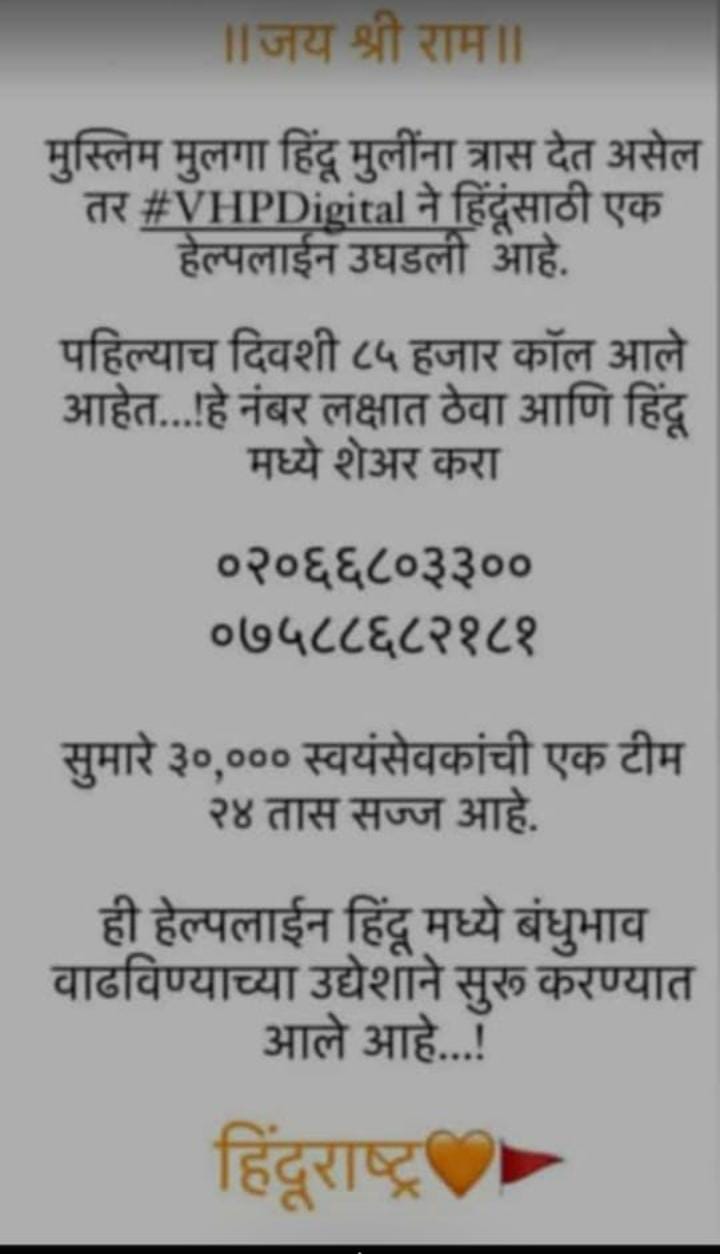 ॥जय श्री राम॥
मुस्लिम मुलगा हिंदू मुलींना त्रास देत असेल
तर #VHPDigital ने हिंदूंसाठी एक
हेल्पलाईन उघडली आहे.
पहिल्याच दिवशी ८५ हजार कॉल आले
आहेत...!हे नंबर लक्षात ठेवा आणि हिंदू
मध्ये शेअर करा
०२०६६८०३३००
०७५८८६८२१८१
सुमारे ३०,००० स्वयंसेवकांची एक टीम
२४ तास सज्ज आहे.
ही हेल्पलाईन हिंदू मध्ये बंधुभाव
वाढविण्याच्या उद्येशाने सुरू करण्यात
आले आहे...!
हिंदूराष्ट्र🧡🚩